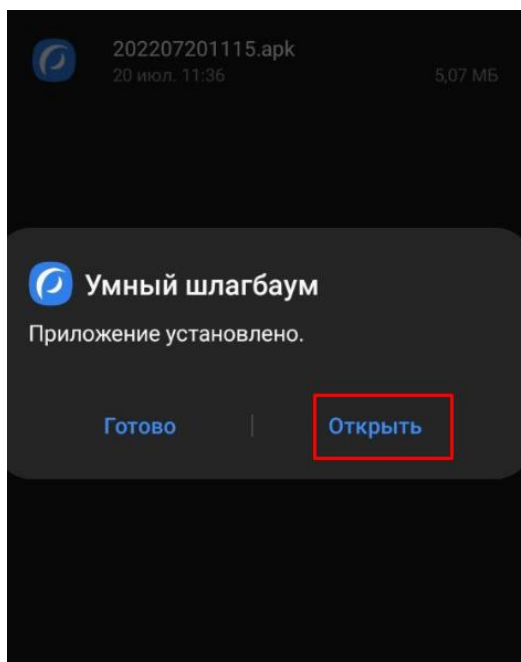 202207201115.apk
20 июл. 11:36
5,07 МБ
Умный шлагбаум
Приложение установлено.
Готово
Открыть